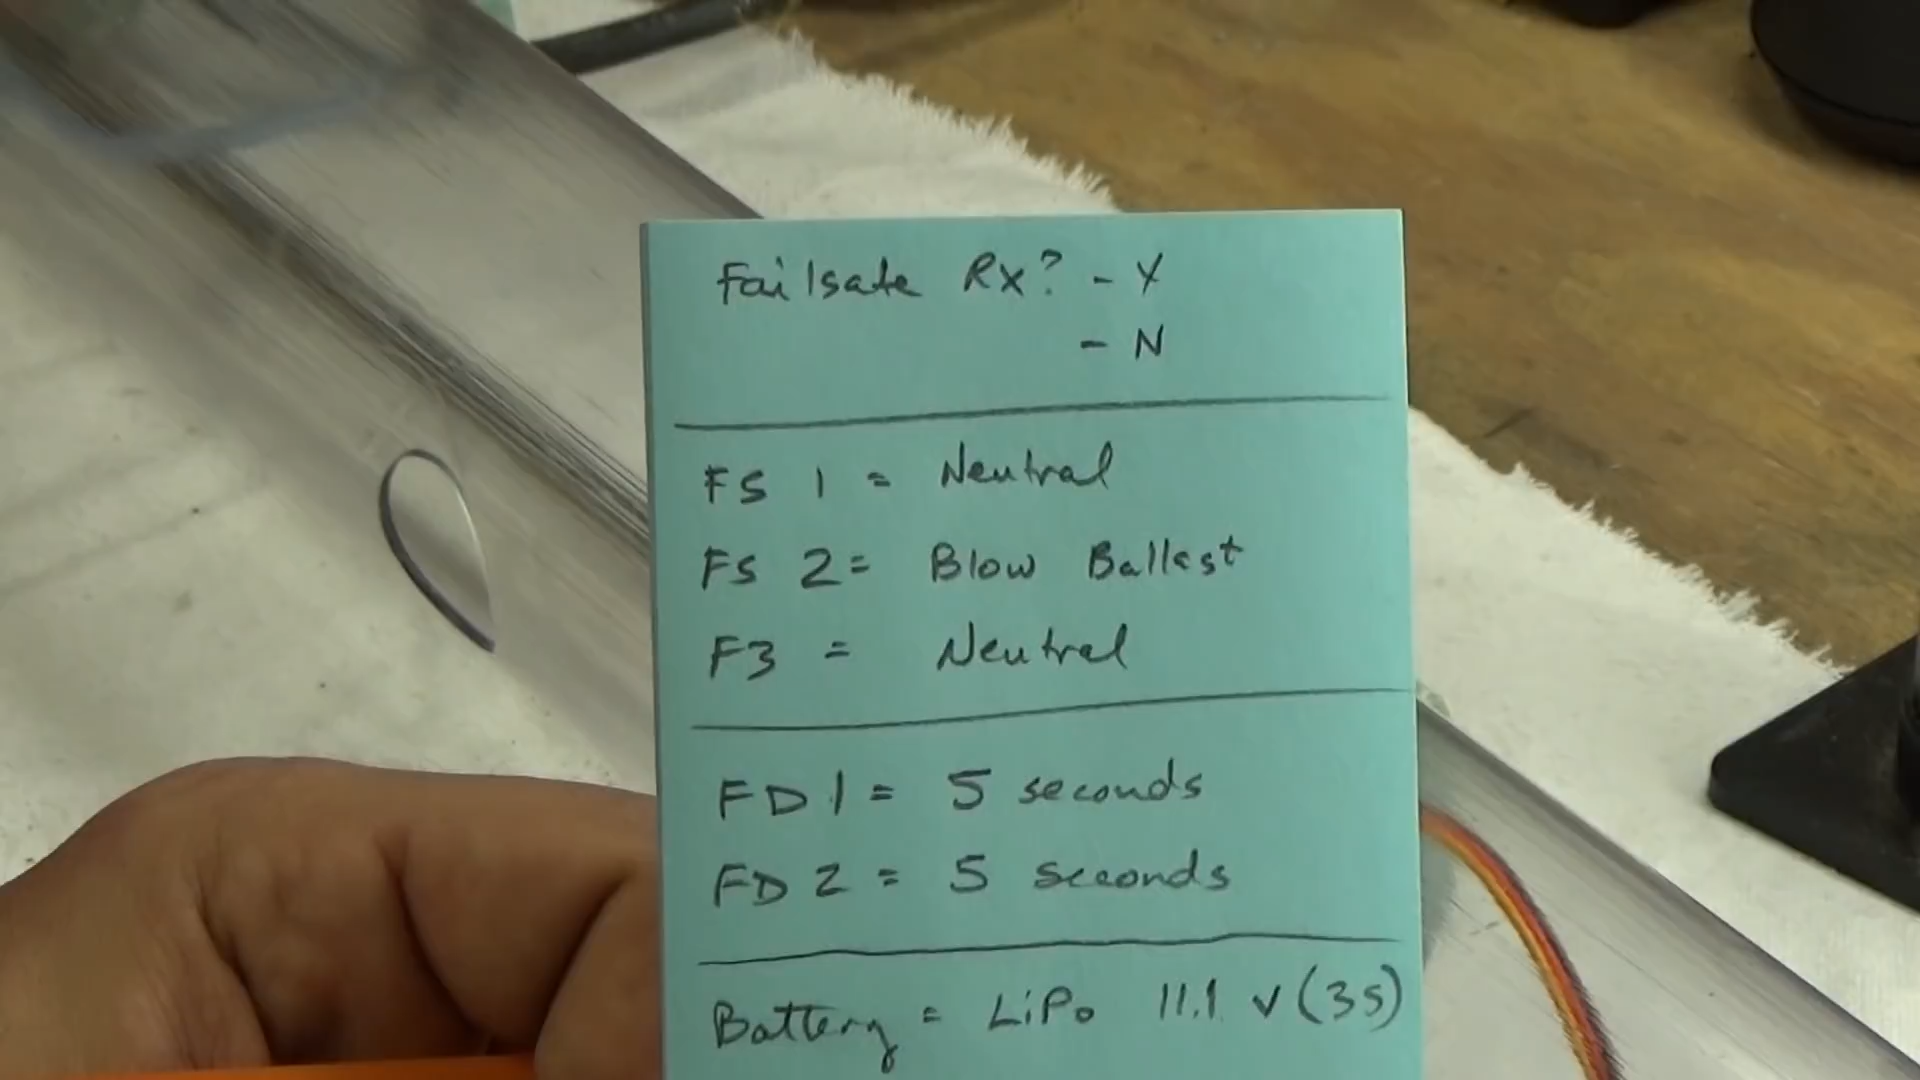 Failsafe Rx? - Y
- N
FS 1 = Neutral
FS 2 = Blow Ballast
F3 = Neutral
FD 1 = 5 seconds
FD 2 = 5 seconds
Battery = LiPo 11.1 v (3s)